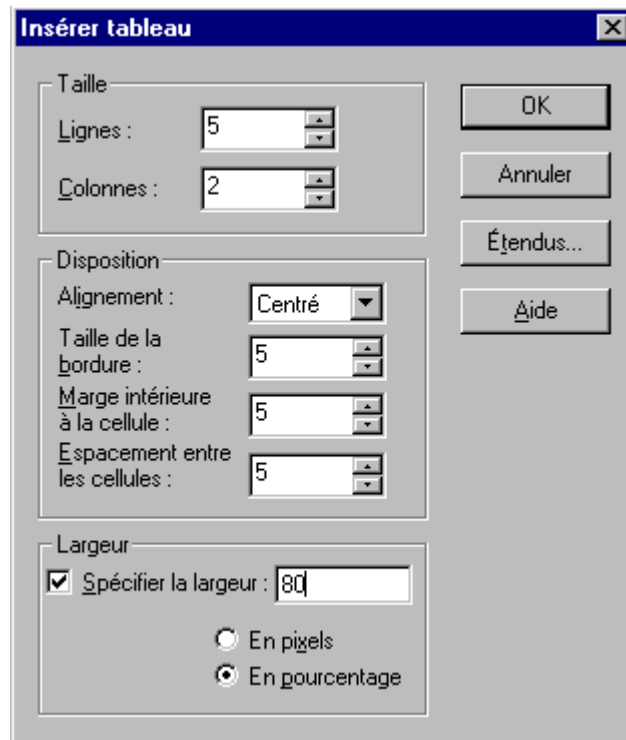 Insérer tableau
Taille
Lignes : 5
Colonnes : 2
OK
Annuler
Étendus...
Aide
Disposition
Alignement : Centré
Taille de la
bordure : 5
Marge intérieure
à la cellule : 5
Espacement entre
les cellules : 5
Largeur
Spécifier la largeur : 80
En pixels
En pourcentage